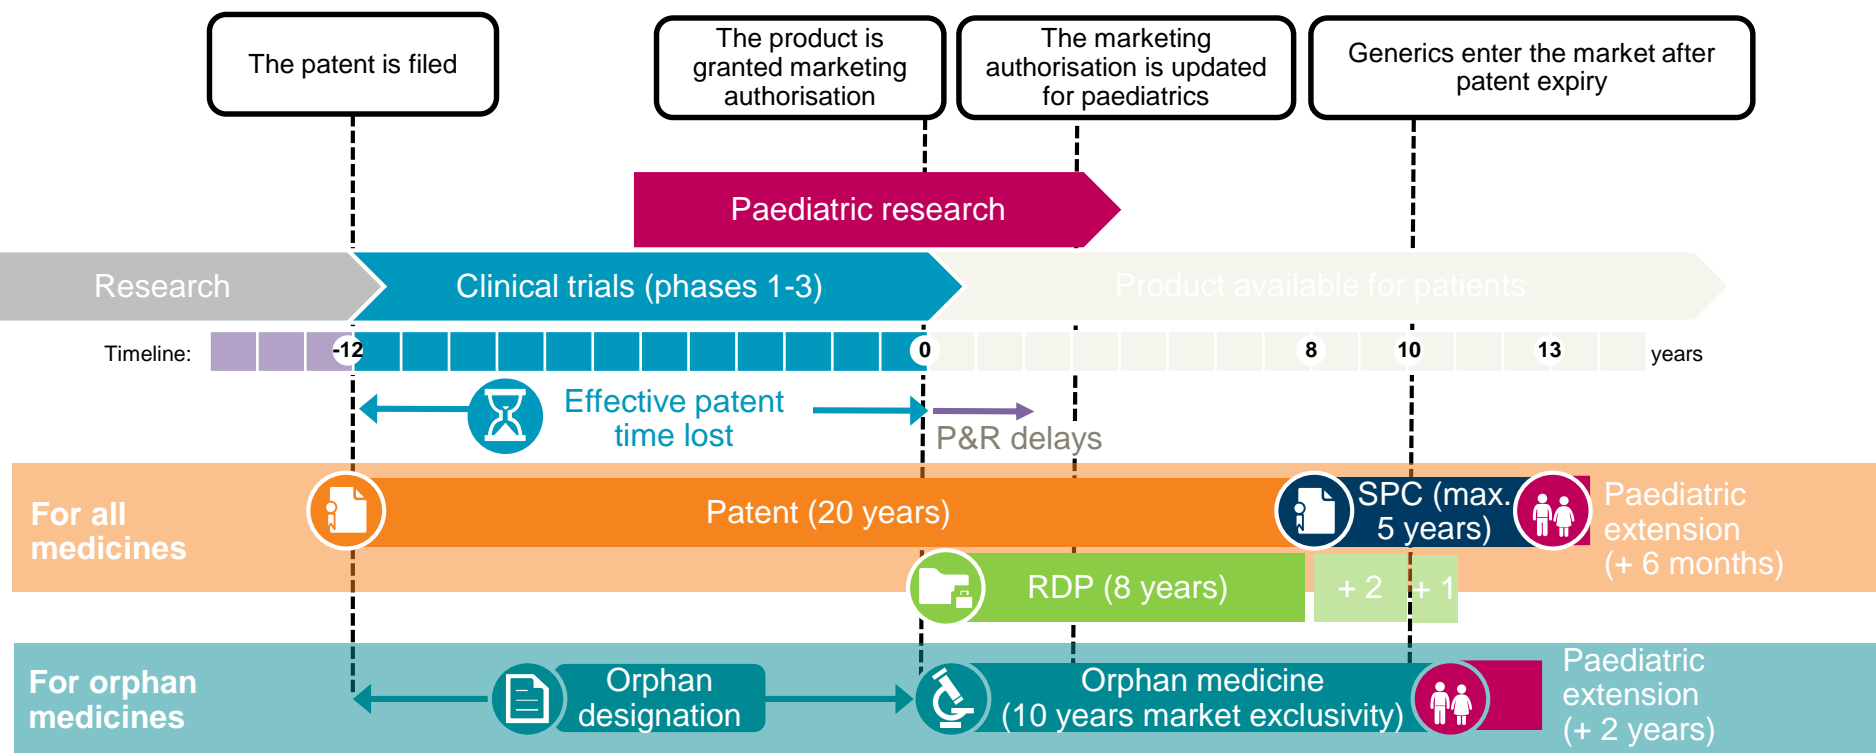 The patent is filed
The product is
granted marketing
authorisation
The marketing
authorisation is updated
for paediatrics
Generics enter the market after
patent expiry
Paediatric research
Research
Clinical trials (phases 1-3)
Product available for patients
Timeline:
-12
0
8
10
13
years
Effective patent
time lost
P&R delays
For all
medicines
Patent (20 years)
SPC (max.
5 years)
Paediatric
extension
(+ 6 months)
RDP (8 years)
+ 2
+ 1
For orphan
medicines
Orphan
designation
Orphan medicine
(10 years market exclusivity)
Paediatric
extension
(+ 2 years)